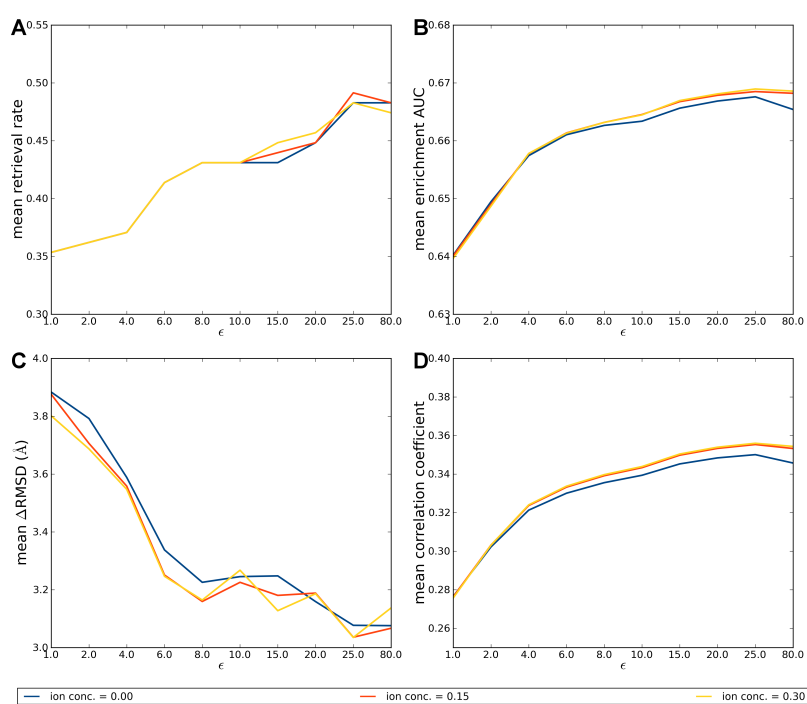 A
0.55
0.50
0.45
0.40
0.35
0.30
mean retrieval rate
1.0 2.0 4.0 6.0 8.0 10.0 15.0 20.0 25.0 80.0
ϵ
B
0.68
0.67
0.66
0.65
0.64
0.63
mean enrichment AUC
1.0 2.0 4.0 6.0 8.0 10.0 15.0 20.0 25.0 80.0
ϵ
C
4.0
3.8
3.6
3.4
3.2
3.0
mean ΔRMSD (Å)
1.0 2.0 4.0 6.0 8.0 10.0 15.0 20.0 25.0 80.0
ϵ
D
0.40
0.38
0.36
0.34
0.32
0.30
0.28
0.26
mean correlation coefficient
1.0 2.0 4.0 6.0 8.0 10.0 15.0 20.0 25.0 80.0
ϵ
ion conc. = 0.00 ion conc. = 0.15 ion conc. = 0.30